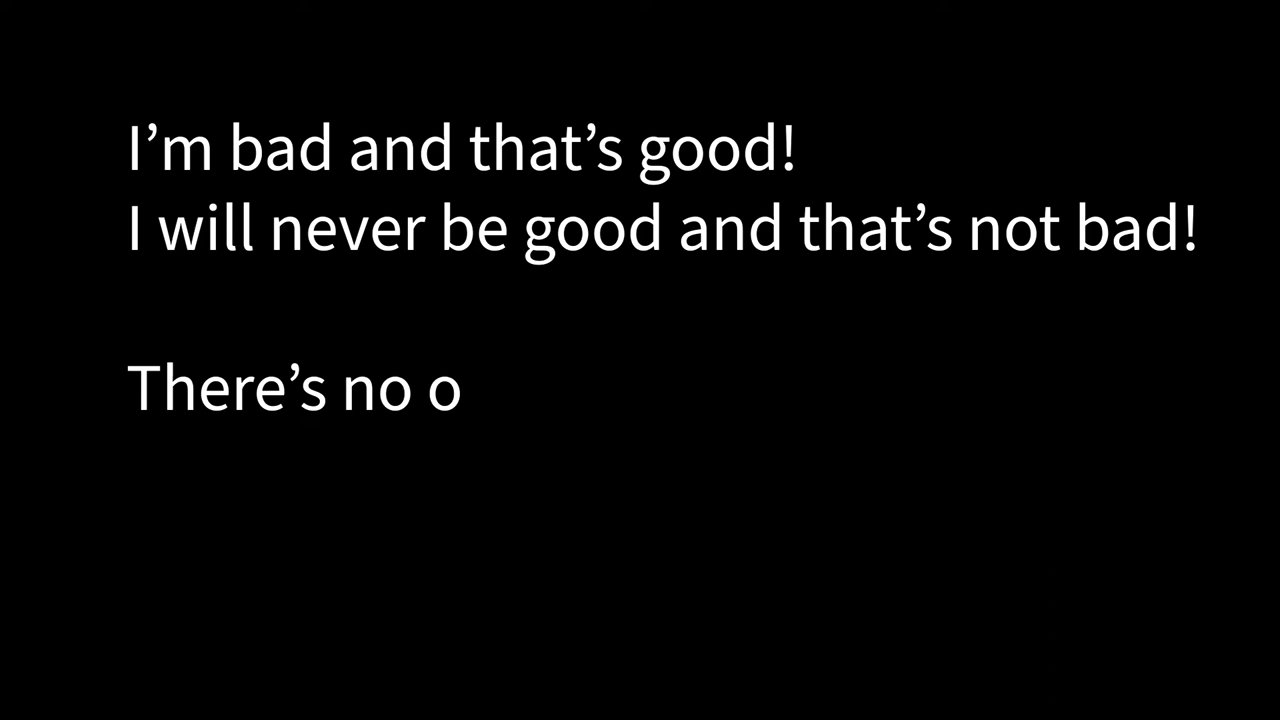 I’m bad and that’s good!
I will never be good and that’s not bad!
There’s no o